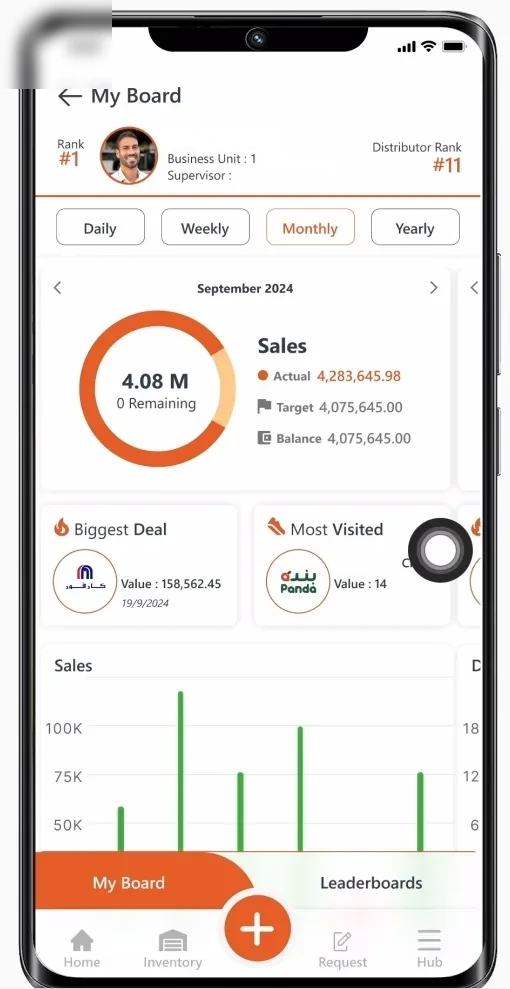 My Board
Rank
#1
Business Unit : 1
Supervisor :
Distributor Rank
#11
Daily
Weekly
Monthly
Yearly
September 2024
4.08 M
0 Remaining
Sales
Actual 4,283,645.98
Target 4,075,645.00
Balance 4,075,645.00
Biggest Deal
كارفور
Value : 158,562.45
19/9/2024
Most Visited
بنده
Panda
Value : 14
Sales
100K
75K
50K
D
18
12
6
My Board
Leaderboards
Home
Inventory
Request
Hub